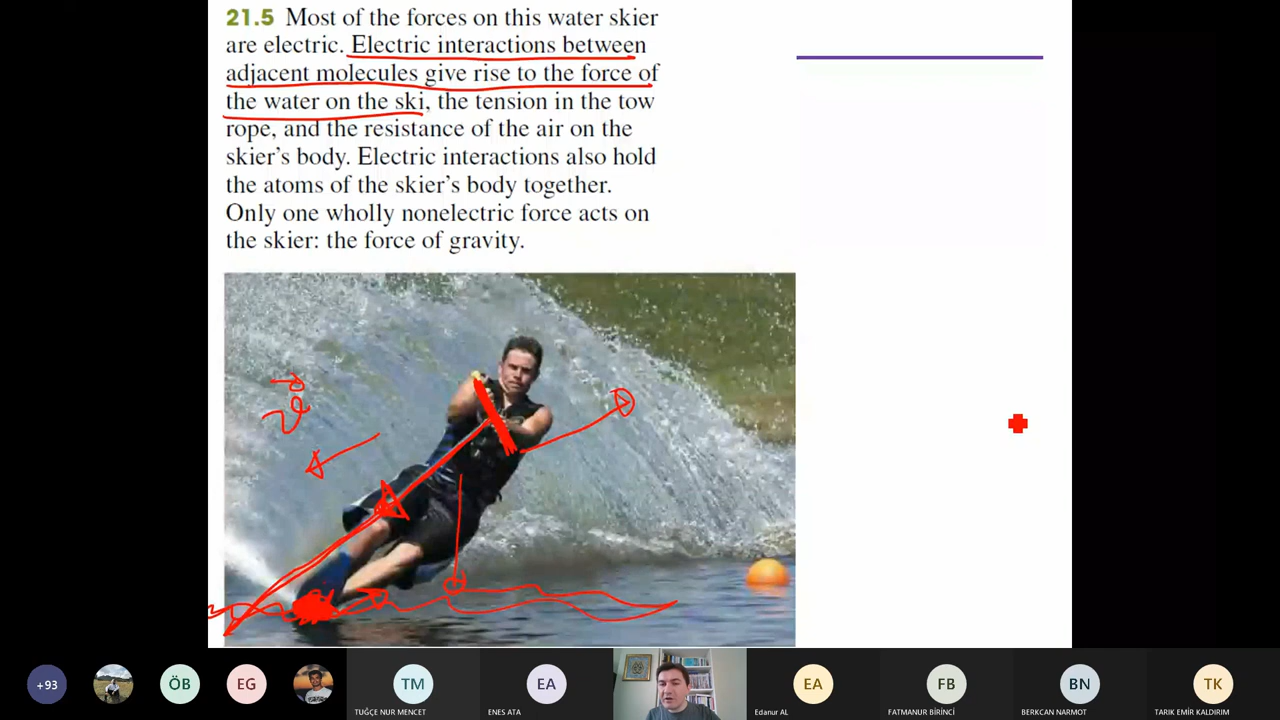 21.5 Most of the forces on this water skier
are electric. Electric interactions between
adjacent molecules give rise to the force of
the water on the ski, the tension in the tow
rope, and the resistance of the air on the
skier's body. Electric interactions also hold
the atoms of the skier's body together.
Only one wholly nonelectric force acts on
the skier: the force of gravity.
v
+93
ÖB
EG
TM
EA
EA
FB
BN
TK
TUĞÇE NUR MENCET
ENES ATA
Edanur AL
FATMANUR BİRİNCİ
BERKCAN NARMOT
TARIK EMİR KALDIRIM